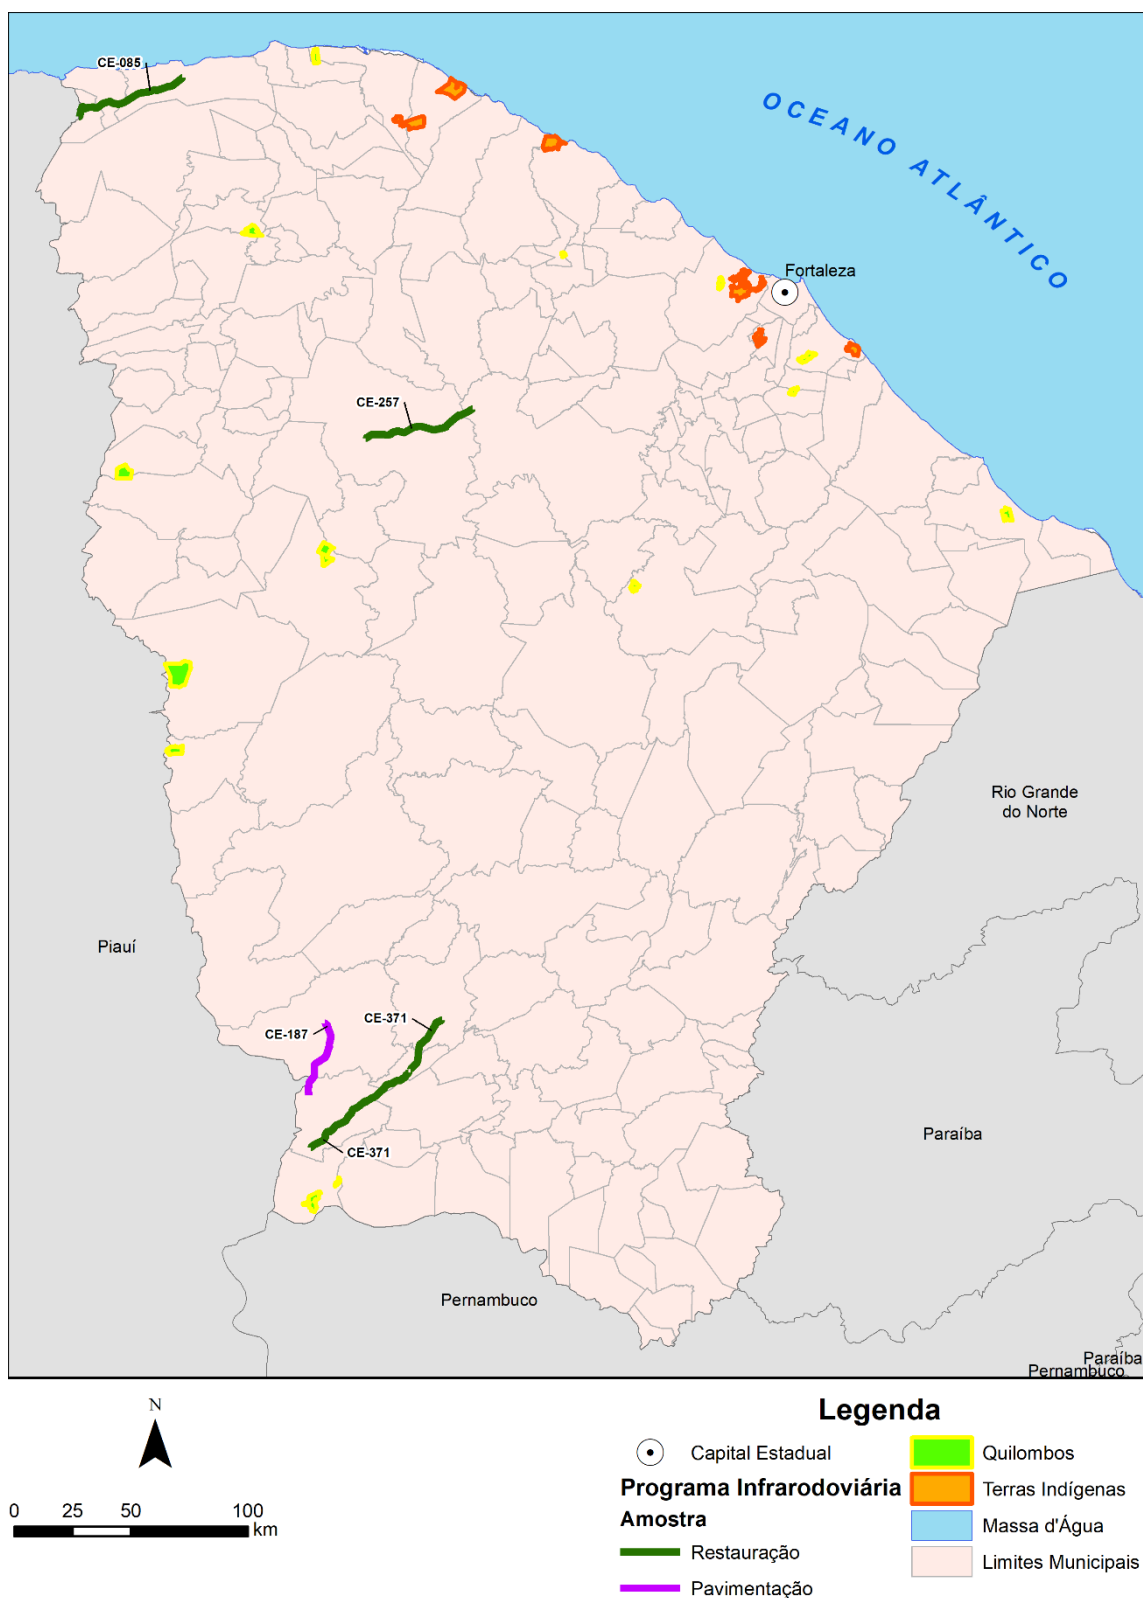 CE-085
OCEANO ATLÂNTICO
Fortaleza
CE-257
Rio Grande
do Norte
Piauí
CE-371
CE-187
Paraíba
CE-371
Pernambuco
Paraíba
Pernambuco
N
0 25 50 100
km
Legenda
Capital Estadual
Programa Infrarodoviária
Amostra
Restauração
Pavimentação
Quilombos
Terras Indígenas
Massa d'Água
Limites Municipais